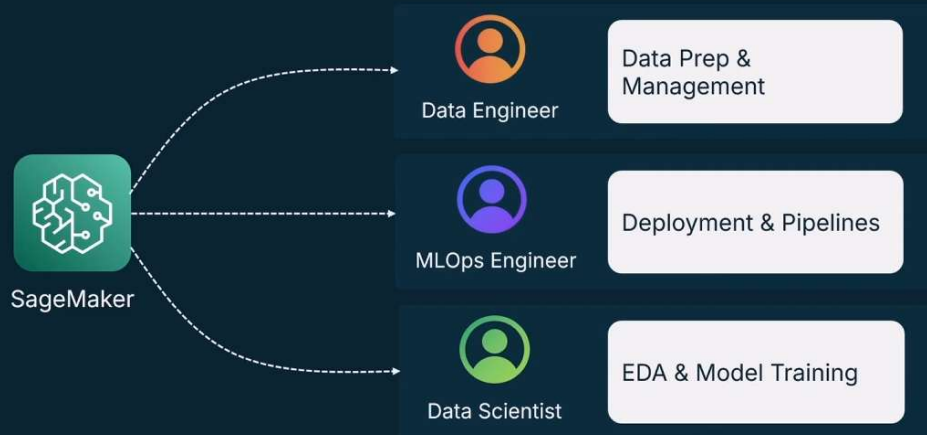 SageMaker
Data Engineer
Data Prep &
Management
MLOps Engineer
Deployment & Pipelines
Data Scientist
EDA & Model Training